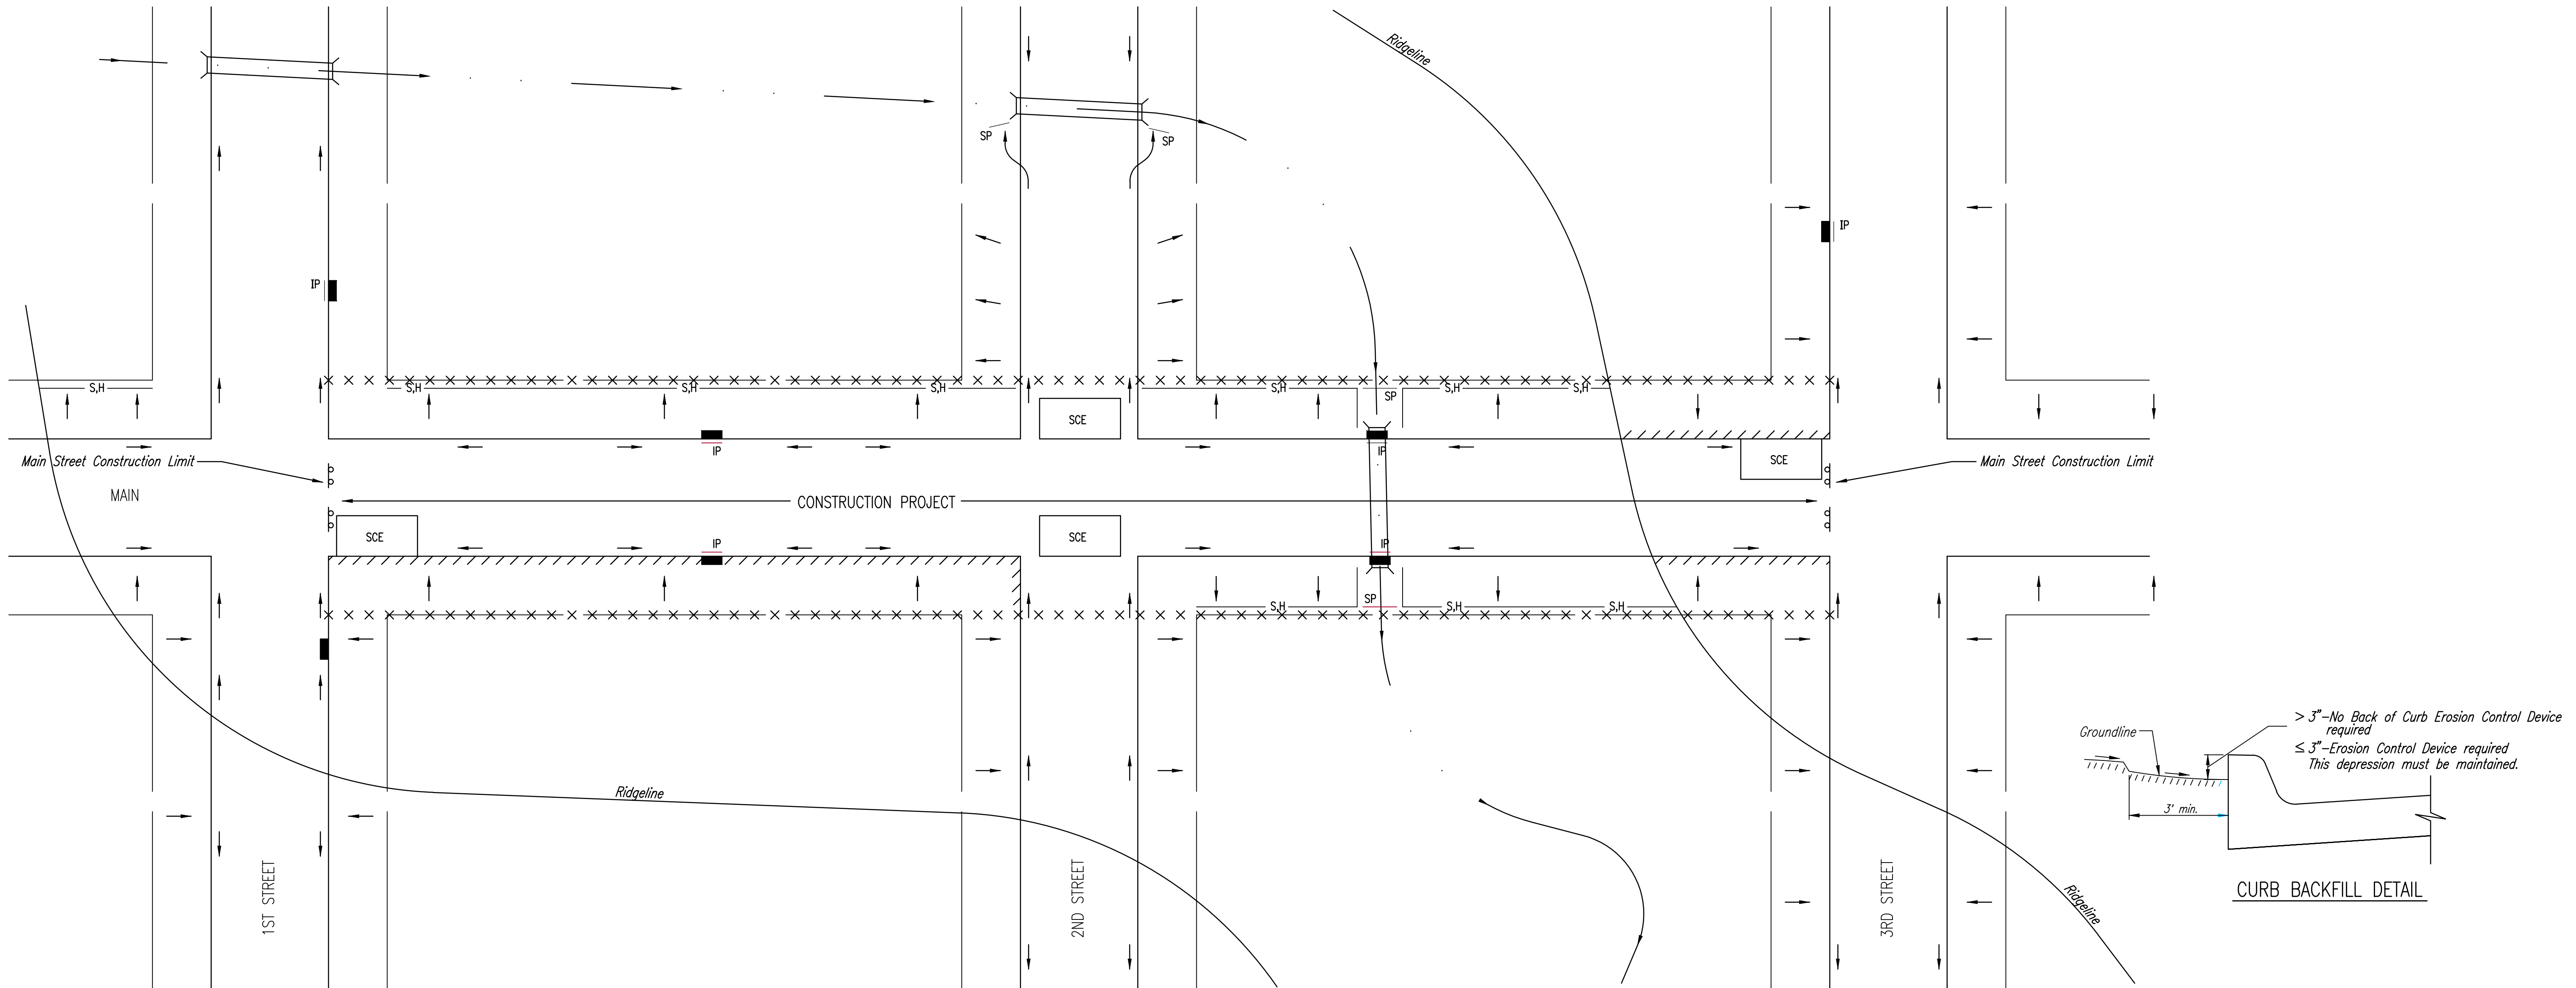 Ridgeline
SP
SP
IP
IP
S,H
S,H
S,H
S,H
S,H
S,H
S,H
SP
SCE
IP
IP
Main Street Construction Limit
SCE
Main Street Construction Limit
MAIN
CONSTRUCTION PROJECT
SCE
SCE
IP
IP
SP
S,H
S,H
S,H
Ridgeline
1ST STREET
2ND STREET
3RD STREET
Ridgeline
> 3"-No Back of Curb Erosion Control Device
required
Groundline
≤ 3"-Erosion Control Device required
This depression must be maintained.
3' min.
CURB BACKFILL DETAIL